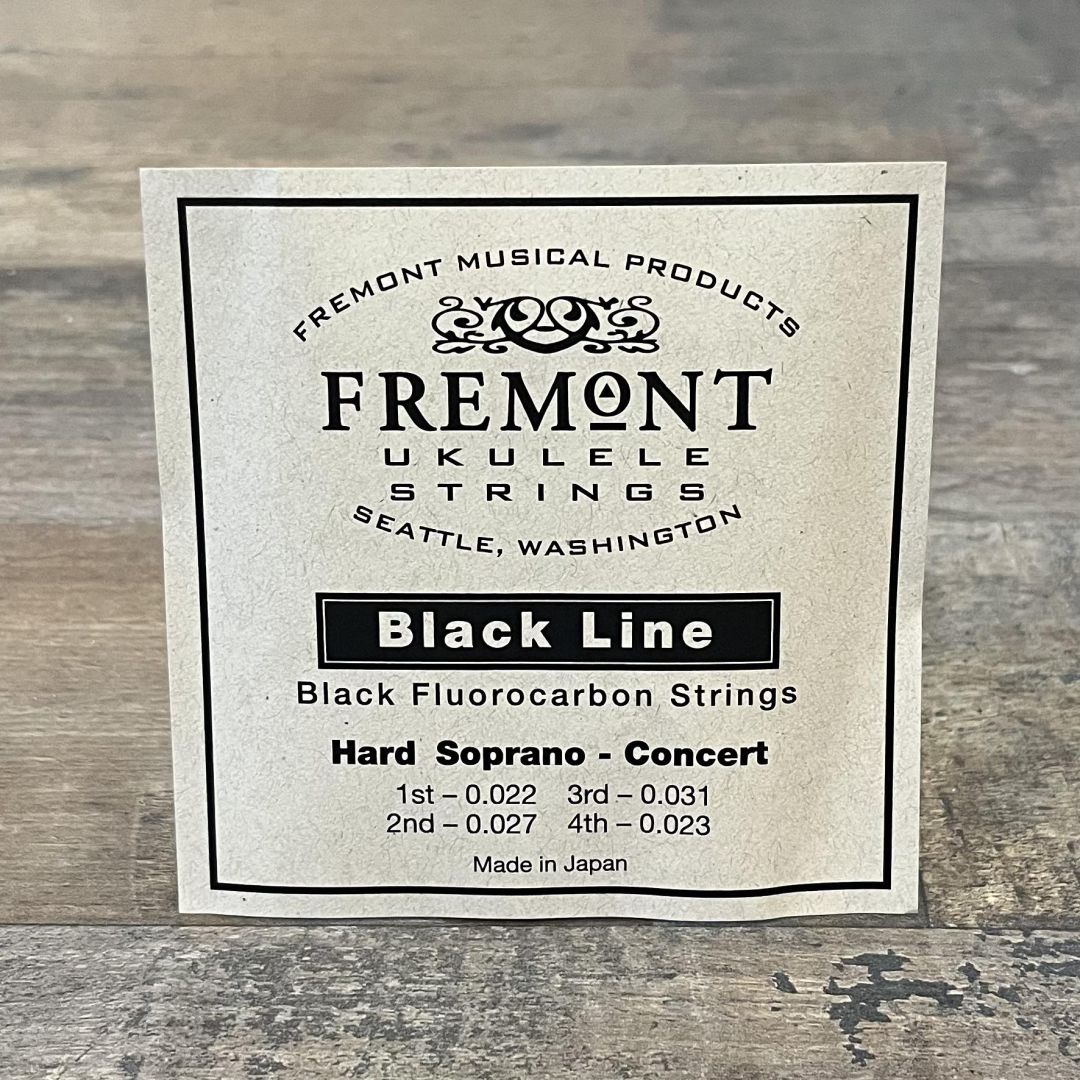 FREMONT MUSICAL PRODUCTS
FREMONT
UKULELE
STRINGS
SEATTLE, WASHINGTON
Black Line
Black Fluorocarbon Strings
Hard Soprano - Concert
1st – 0.022 3rd – 0.031
2nd – 0.027 4th – 0.023
Made in Japan